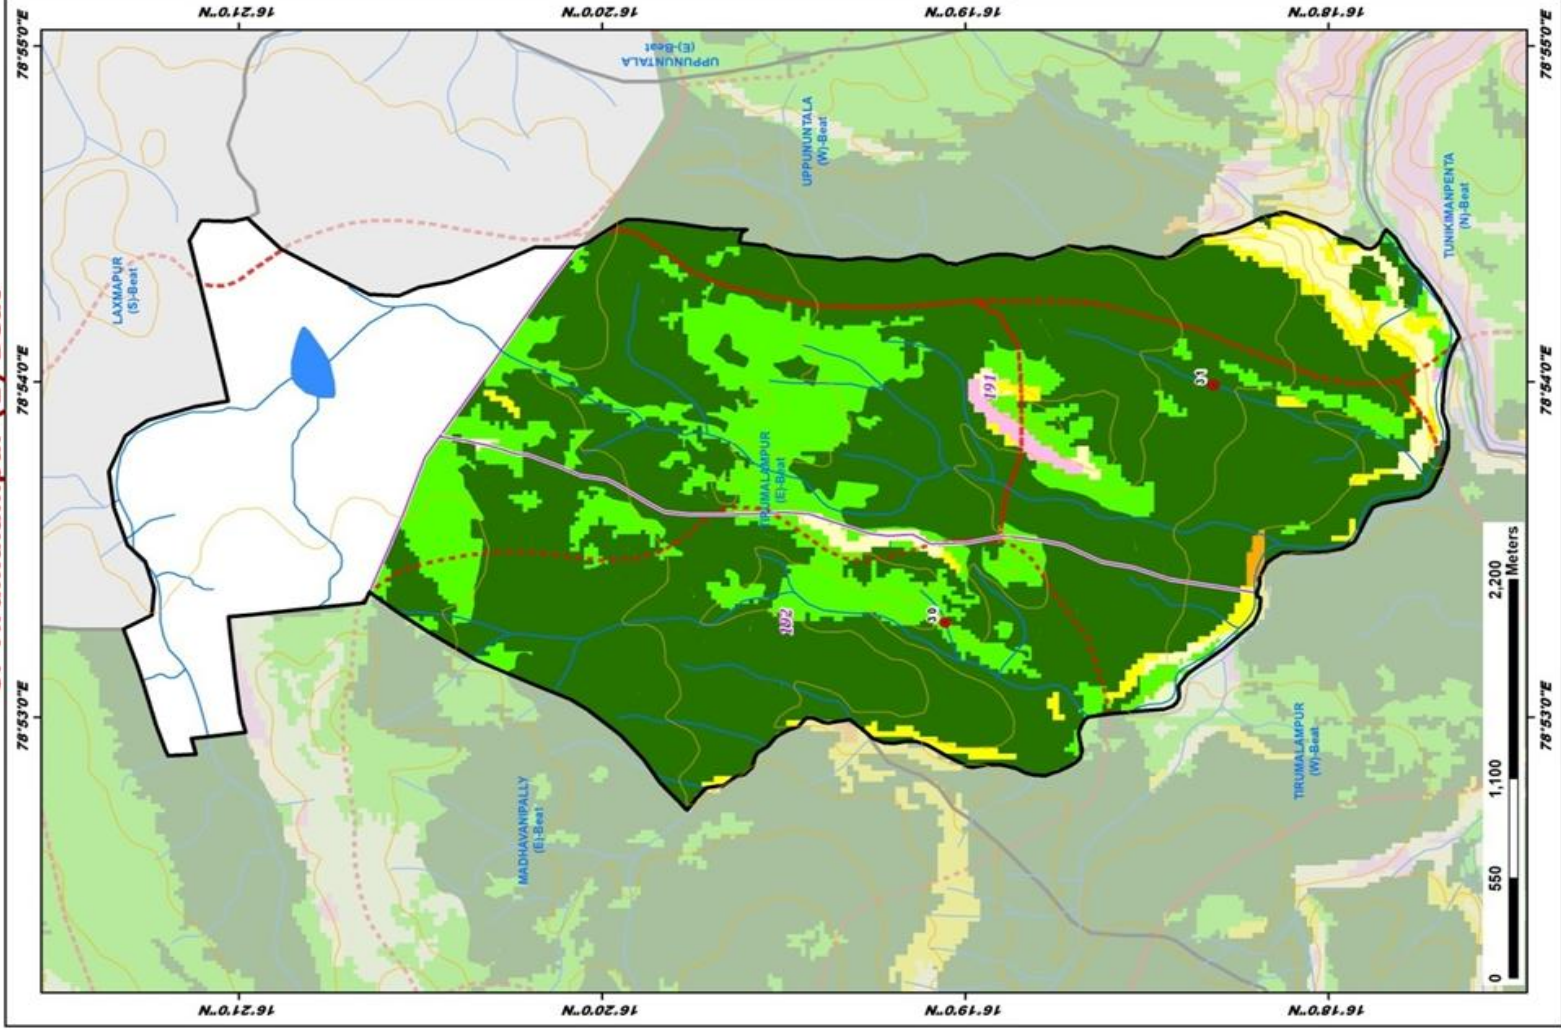 16°21'0"N
16°20'0"N
16°19'0"N
16°18'0"N
78°55'0"E
78°55'0"E
UPPUNUNTALA
(E)-Beat
UPPUNUNTALA
(W)-Beat
TUNIKIMANPENTA
(N)-Beat
LAXMAPUR
(S)-Beat
78°54'0"E
78°54'0"E
191
31
TIRUMALAMPUR
(E)-Beat
192
30
78°53'0"E
78°53'0"E
TIRUMALAMPUR
(W)-Beat
MADHAVANIPALLY
(E)-Beat
0
550
1,100
2,200
Meters
16°21'0"N
16°20'0"N
16°19'0"N
16°18'0"N